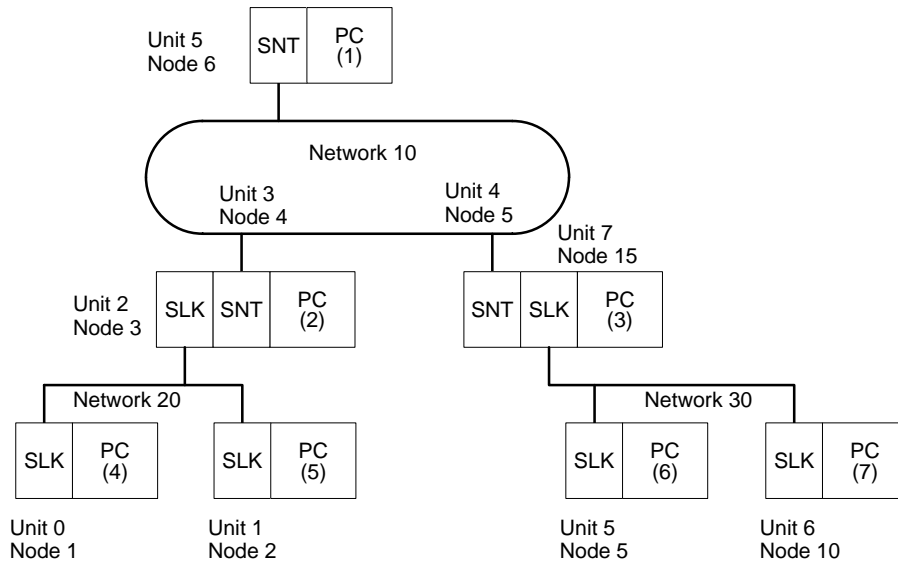 Unit 5
Node 6
SNT
PC
(1)
Network 10
Unit 3
Node 4
Unit 4
Node 5
Unit 7
Node 15
Unit 2
Node 3
SLK
SNT
PC
(2)
SNT
SLK
PC
(3)
Network 20
Network 30
SLK
PC
(4)
SLK
PC
(5)
SLK
PC
(6)
SLK
PC
(7)
Unit 0
Node 1
Unit 1
Node 2
Unit 5
Node 5
Unit 6
Node 10